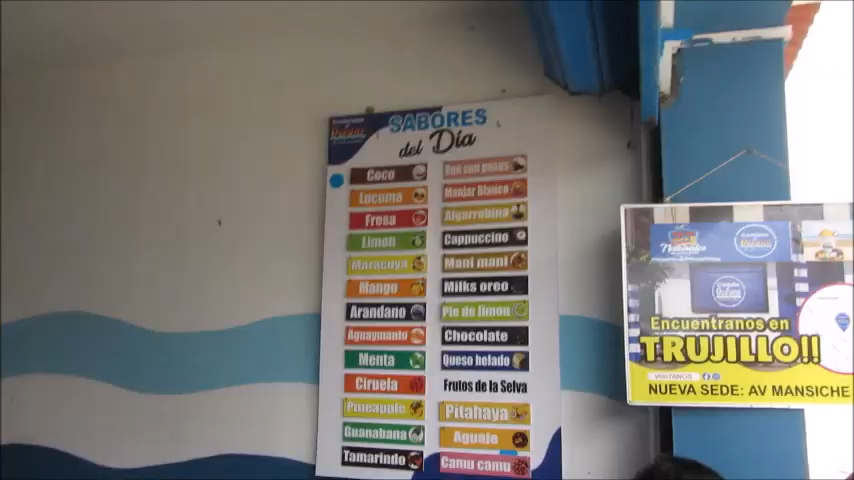 SABORES
del Día
Coco
Lucuma
Fresa
Limon
Maracuya
Mango
Arandano
Aguaymanto
Menta
Ciruela
Pineapple
Guanabana
Tamarindo
Ron con pasas
Manjar Blanco
Algarrobina
Cappuccino
Mani mani
Milks oreo
Pie de limon
Chocolate
Queso helado
Frutos de la Selva
Pitahaya
Aguaje
Camu camu
Encuentranos en
TRUJILLO!!
VISITANOS
NUEVA SEDE: AV MANSICHE